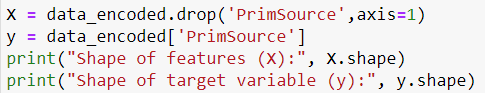 X = data_encoded.drop('PrimSource',axis=1)
y = data_encoded['PrimSource']
print("Shape of features (X):", X.shape)
print("Shape of target variable (y):", y.shape)